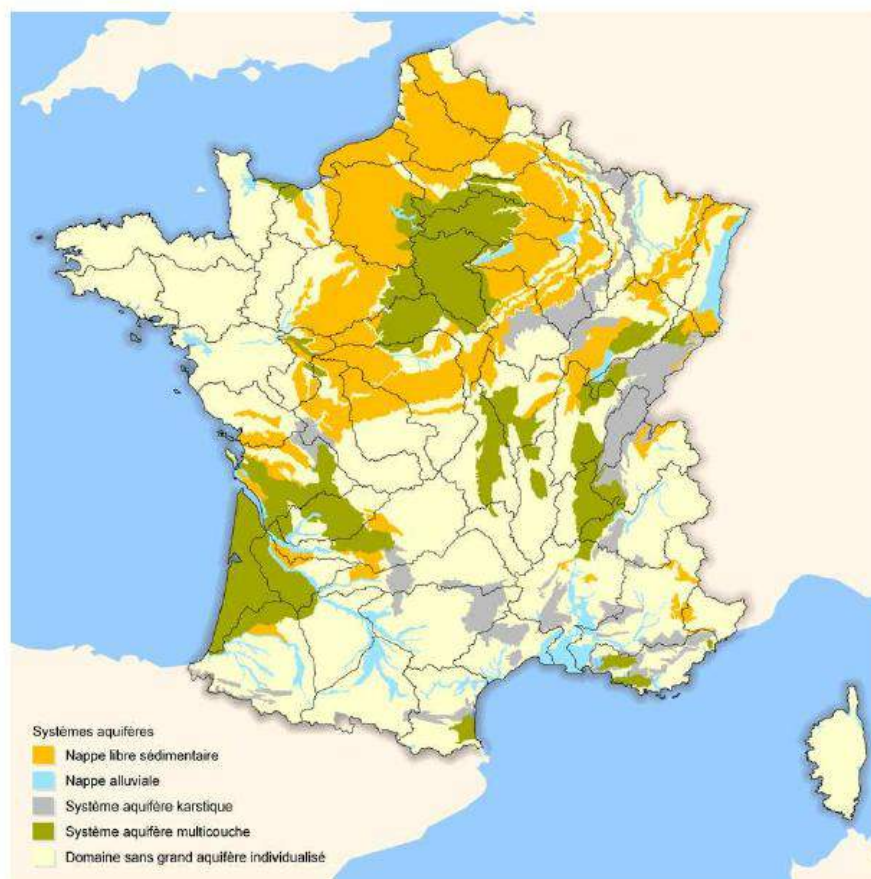 Systèmes aquifères
Nappe libre sédimentaire
Nappe alluviale
Système aquifère karstique
Système aquifère multicouche
Domaine sans grand aquifère individualisé